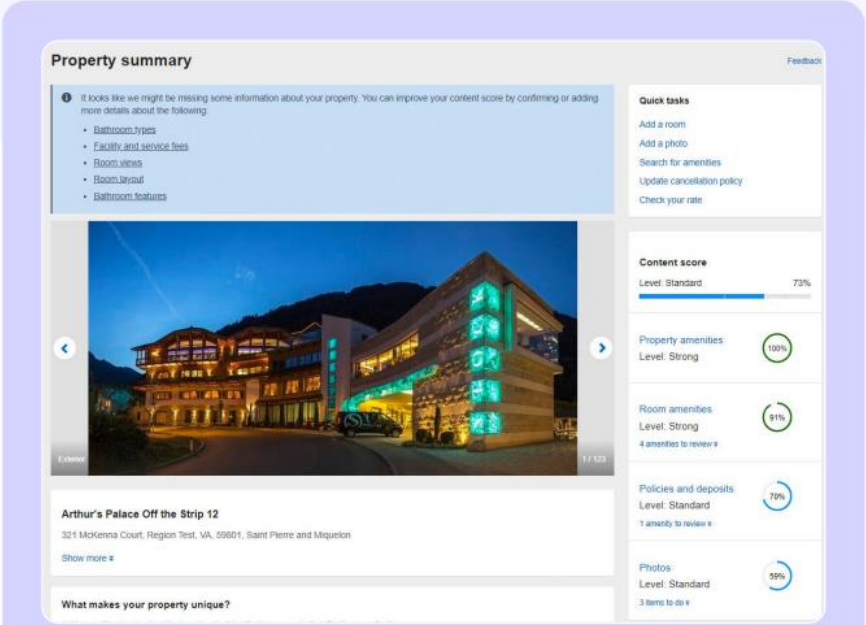 Property summary
Feedback
It looks like we might be missing some information about your property. You can improve your content score by confirming or adding
more details about the following:
Bathroom types
Facility and service fees
Room views
Room layout
Bathroom features
Exterior
1 / 123
Arthur's Palace Off the Strip 12
321 McKenna Court, Region Test, VA, 59801, Saint Pierre and Miquelon
Show more
What makes your property unique?
Quick tasks
Add a room
Add a photo
Search for amenities
Update cancellation policy
Check your rate
Content score
Level: Standard 73%
Property amenities
Level: Strong
100%
Room amenities
Level: Strong
91%
4 amenities to review
Policies and deposits
Level: Standard
70%
1 amenity to review
Photos
Level: Standard
59%
3 items to do